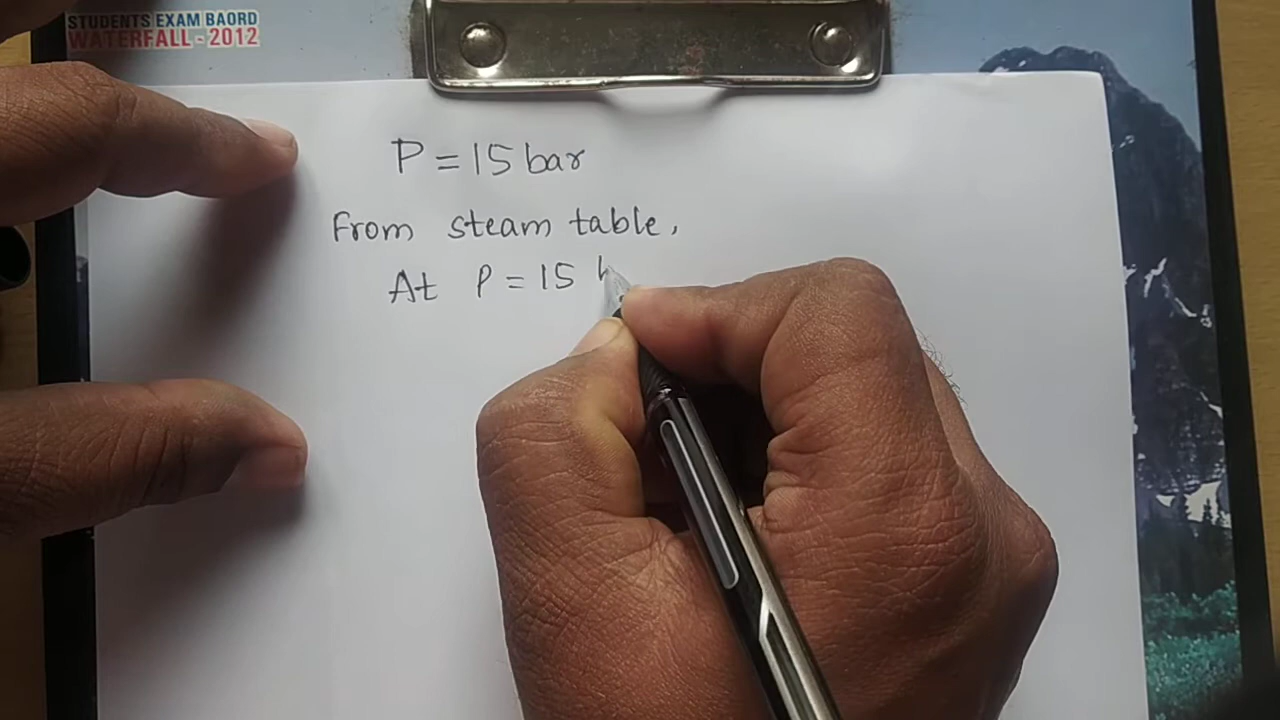 STUDENTS EXAM BAORD
WATERFALL - 2012
P = 15 bar
From steam table,
At P = 15